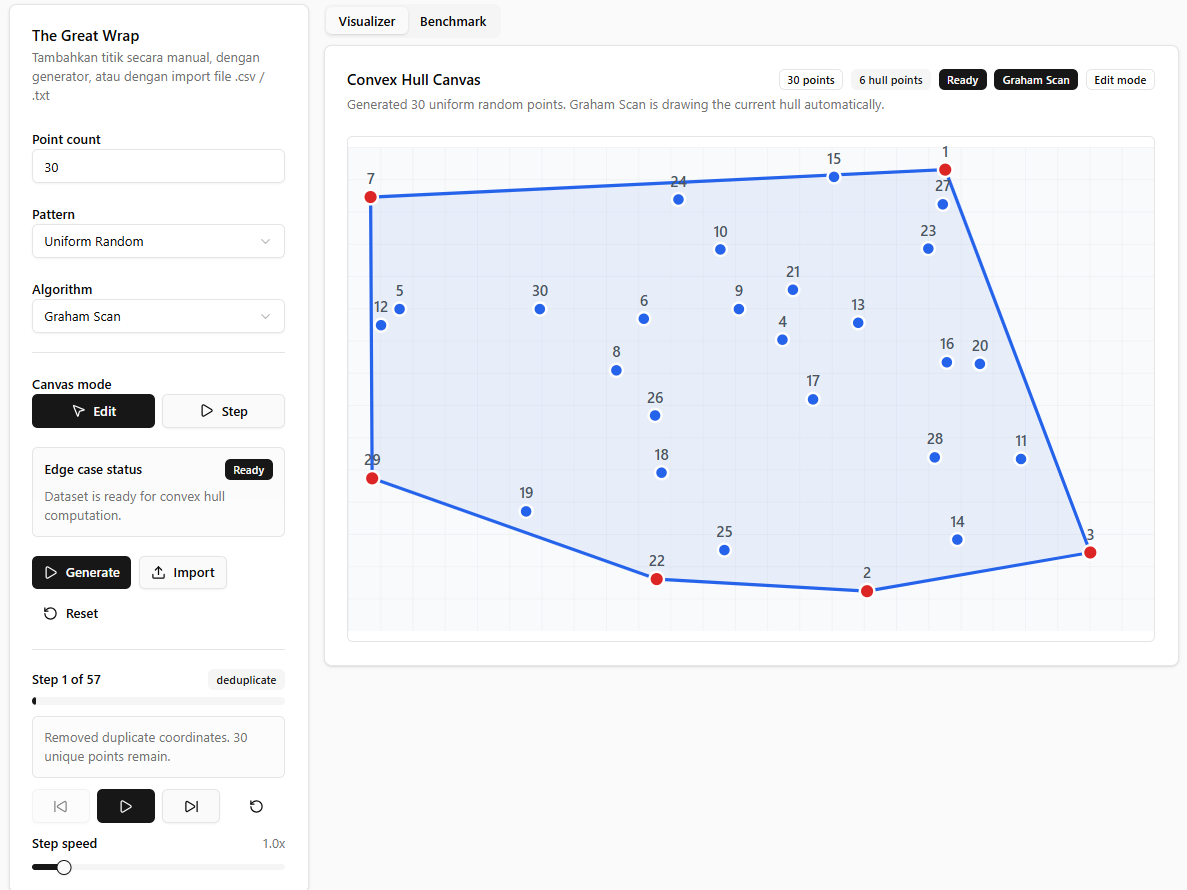 The Great Wrap
Tambahkan titik secara manual, dengan
generator, atau dengan import file .csv /
.txt
Point count
30
Pattern
Uniform Random
Algorithm
Graham Scan
Canvas mode
Edit
Step
Edge case status
Ready
Dataset is ready for convex hull
computation.
Generate
Import
Reset
Step 1 of 57
deduplicate
Removed duplicate coordinates. 30
unique points remain.
Step speed
1.0x
Visualizer
Benchmark
Convex Hull Canvas
30 points
6 hull points
Ready
Graham Scan
Edit mode
Generated 30 uniform random points. Graham Scan is drawing the current hull automatically.
1
15
7
24
27
10
23
21
5
30
9
6
12
13
4
16
20
8
17
26
28
11
18
29
19
14
25
3
22
2